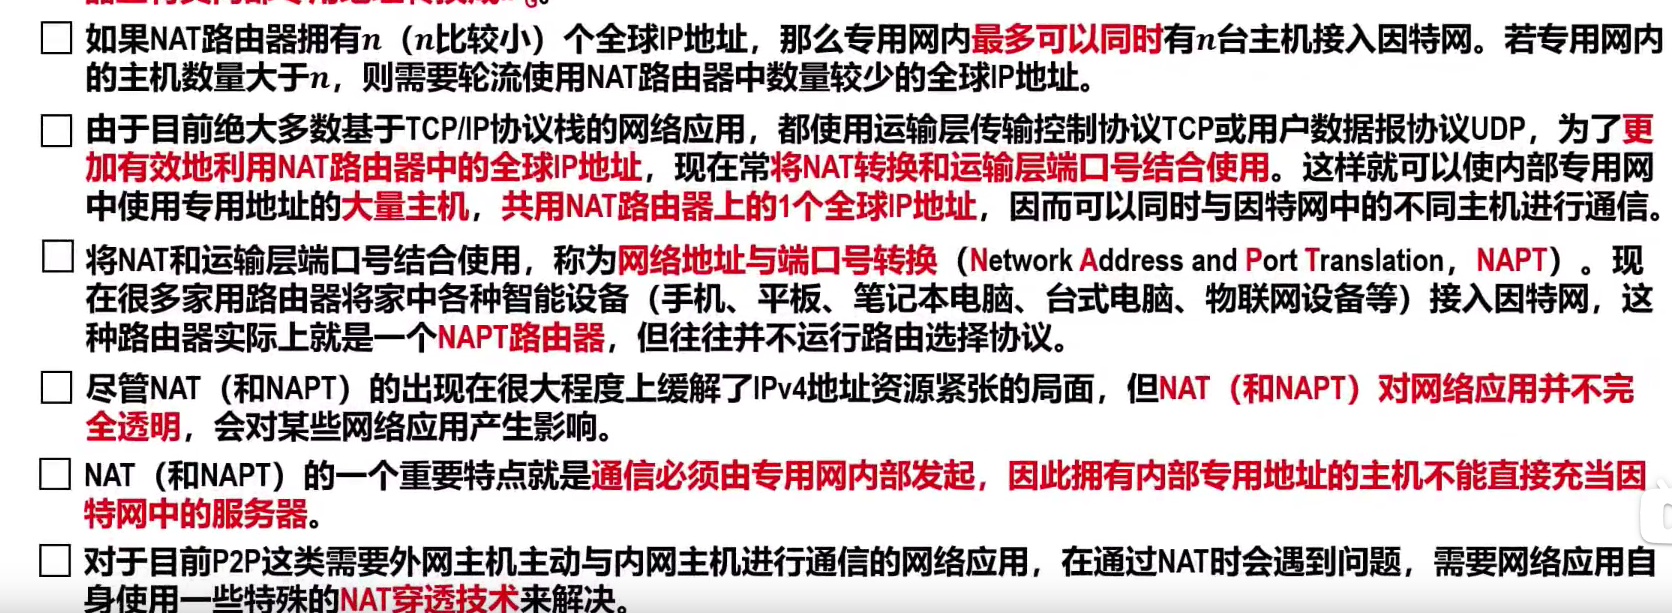 如果NAT路由器拥有n（n比较小）个全球IP地址，那么专用网内最多可以同时有n台主机接入因特网。若专用网内
的主机数量大于n，则需要轮流使用NAT路由器中数量较少的全球IP地址。
由于目前绝大多数基于TCP/IP协议栈的网络应用，都使用运输层传输控制协议TCP或用户数据报协议UDP，为了更
加有效地利用NAT路由器中的全球IP地址，现在常将NAT转换和运输层端口号结合使用。这样就可以使内部专用网
中使用专用地址的大量主机，共用NAT路由器上的1个全球IP地址，因而可以同时与因特网中的不同主机进行通信。
将NAT和运输层端口号结合使用，称为网络地址与端口号转换（Network Address and Port Translation，NAPT）。现
在很多家用路由器将家中各种智能设备（手机、平板、笔记本电脑、台式电脑、物联网设备等）接入因特网，这
种路由器实际上就是一个NAPT路由器，但往往并不运行路由选择协议。
尽管NAT（和NAPT）的出现在很大程度上缓解了IPv4地址资源紧张的局面，但NAT（和NAPT）对网络应用并不完
全透明，会对某些网络应用产生影响。
NAT（和NAPT）的一个重要特点就是通信必须由专用网内部发起，因此拥有内部专用地址的主机不能直接充当因
特网中的服务器。
对于目前P2P这类需要外网主机主动与内网主机进行通信的网络应用，在通过NAT时会遇到问题，需要网络应用自
身使用一些特殊的NAT穿透技术来解决。